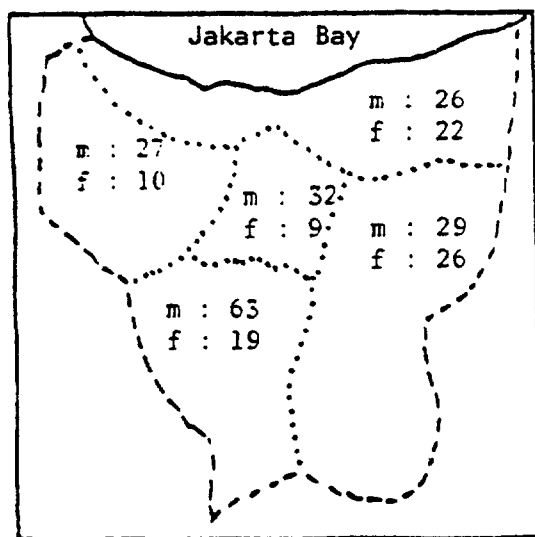 Jakarta Bay
m : 26
f : 22
m : 27
f : 10
m : 32
f : 9
m : 29
f : 26
m : 63
f : 19